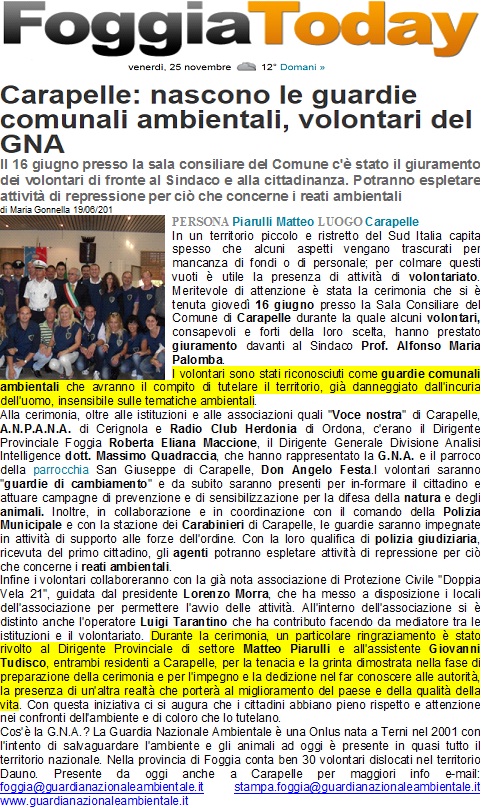 FoggiaToday
venerdi, 25 novembre 12° Domani »
Carapelle: nascono le guardie
comunali ambientali, volontari del
GNA
Il 16 giugno presso la sala consiliare del Comune c'è stato il giuramento
dei volontari di fronte al Sindaco e alla cittadinanza. Potranno espletare
attività di repressione per ciò che concerne i reati ambientali
di Maria Gonnella 19/06/201
PERSONA Piarulli Matteo LUOGO Carapelle
In un territorio piccolo e ristretto del Sud Italia capita
spesso che alcuni aspetti vengano trascurati per
mancanza di fondi o di personale; per colmare questi
vuoti è utile la presenza di attività di volontariato.
Meritevole di attenzione è stata la cerimonia che si è
tenuta giovedì 16 giugno presso la Sala Consiliare del
Comune di Carapelle durante la quale alcuni volontari,
consapevoli e forti della loro scelta, hanno prestato
giuramento davanti al Sindaco Prof. Alfonso Maria
Palomba.
I volontari sono stati riconosciuti come guardie comunali
ambientali che avranno il compito di tutelare il territorio, già danneggiato dall'incuria
dell'uomo, insensibile sulle tematiche ambientali.
Alla cerimonia, oltre alle istituzioni e alle associazioni quali "Voce nostra" di Carapelle,
A.N.P.A.N.A. di Cerignola e Radio Club Herdonia di Ordona, c'erano il Dirigente
Provinciale Foggia Roberta Eliana Maccione, il Dirigente Generale Divisione Analisi
Intelligence dott. Massimo Quadraccia, che hanno rappresentato la G.N.A. e il parroco
della parrocchia San Giuseppe di Carapelle, Don Angelo Festa.I volontari saranno
"guardie di cambiamento" e da subito saranno presenti per in-formare il cittadino e
attuare campagne di prevenzione e di sensibilizzazione per la difesa della natura e degli
animali. Inoltre, in collaborazione e in coordinazione con il comando della Polizia
Municipale e con la stazione dei Carabinieri di Carapelle, le guardie saranno impegnate
in attività di supporto alle forze dell'ordine. Con la loro qualifica di polizia giudiziaria,
ricevuta del primo cittadino, gli agenti potranno espletare attività di repressione per ciò
che concerne i reati ambientali.
Infine i volontari collaboreranno con la già nota associazione di Protezione Civile "Doppia
Vela 21", guidata dal presidente Lorenzo Morra, che ha messo a disposizione i locali
dell'associazione per permettere l'avvio delle attività. All'interno dell'associazione si è
distinto anche l'operatore Luigi Tarantino che ha contribuito facendo da mediatore tra le
istituzioni e il volontariato. Durante la cerimonia, un particolare ringraziamento è stato
rivolto al Dirigente Provinciale di settore Matteo Piarulli e all'assistente Giovanni
Tudisco, entrambi residenti a Carapelle, per la tenacia e la grinta dimostrata nella fase di
preparazione della cerimonia e per l'impegno e la dedizione nel far conoscere alle autorità,
la presenza di un'altra realtà che porterà al miglioramento del paese e della qualità della
vita. Con questa iniziativa ci si augura che i cittadini abbiano pieno rispetto e attenzione
nei confronti dell'ambiente e di coloro che lo tutelano.
Cos'è la G.N.A.? La Guardia Nazionale Ambientale è una Onlus nata a Terni nel 2001 con
l'intento di salvaguardare l'ambiente e gli animali ad oggi è presente in quasi tutto il
territorio nazionale. Nella provincia di Foggia conta ben 30 volontari dislocati nel territorio
Dauno. Presente da oggi anche a Carapelle per maggiori info e-mail:
foggia@guardianazionaleambientale.it stampa.foggia@guardianazionaleambientale.it
www.guardianazionaleambientale.it